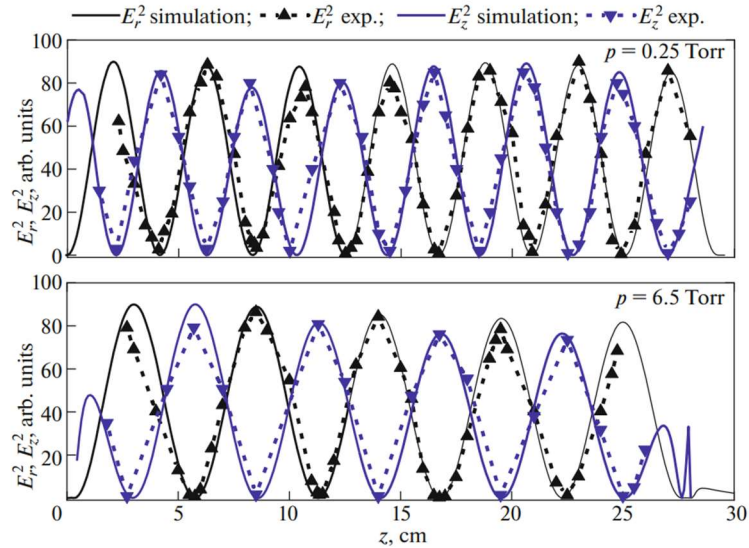 E_r^2 simulation; E_r^2 exp.; E_z^2 simulation; E_z^2 exp.
100
p = 0.25 Torr
80
60
40
20
0
E_r^2 E_z^2, arb. units
100
p = 6.5 Torr
80
60
40
20
0
E_r^2 E_z^2, arb. units
0 5 10 15 20 25 30
z, cm